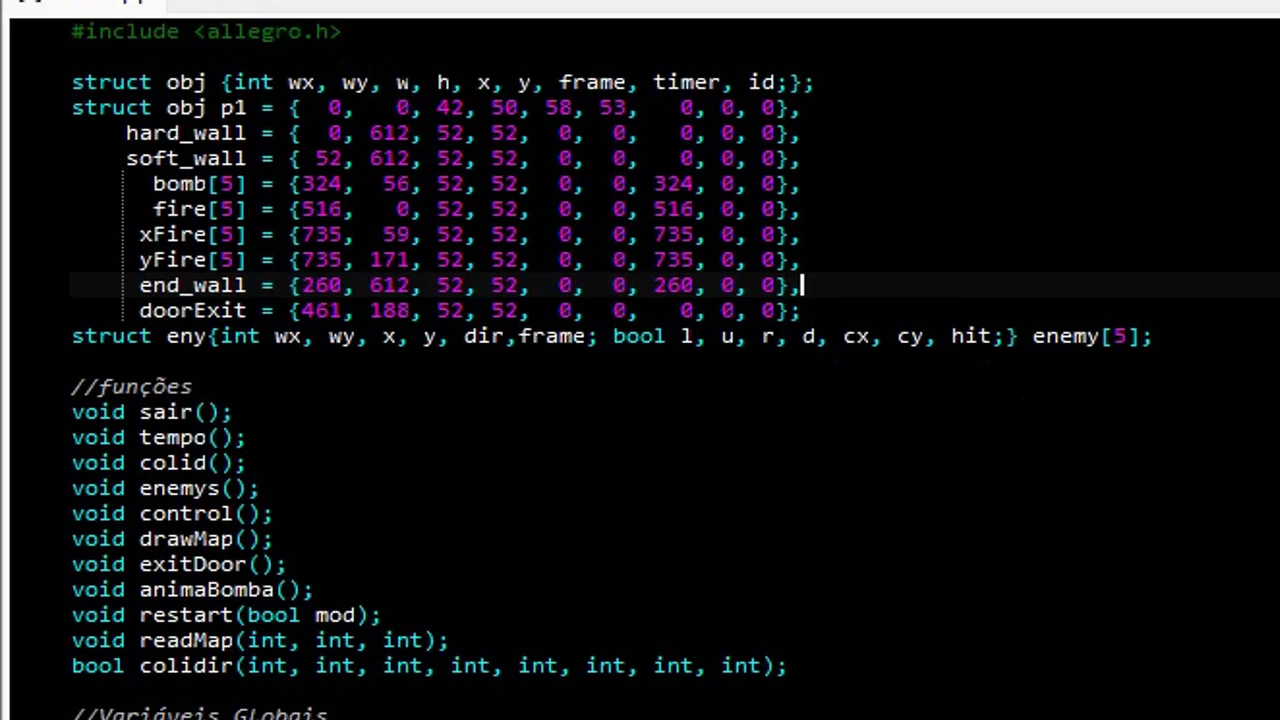 #include <allegro.h>
struct obj {int wx, wy, w, h, x, y, frame, timer, id;};
struct obj p1 = { 0, 0, 42, 50, 58, 53, 0, 0, 0},
hard_wall = { 0, 612, 52, 52, 0, 0, 0, 0, 0},
soft_wall = { 52, 612, 52, 52, 0, 0, 0, 0, 0},
bomb[5] = {324, 56, 52, 52, 0, 0, 324, 0, 0},
fire[5] = {516, 0, 52, 52, 0, 0, 516, 0, 0},
xFire[5] = {735, 59, 52, 52, 0, 0, 735, 0, 0},
yFire[5] = {735, 171, 52, 52, 0, 0, 735, 0, 0},
end_wall = {260, 612, 52, 52, 0, 0, 260, 0, 0},
doorExit = {461, 188, 52, 52, 0, 0, 0, 0, 0};
struct eny{int wx, wy, x, y, dir,frame; bool l, u, r, d, cx, cy, hit;} enemy[5];
//funções
void sair();
void tempo();
void colid();
void enemys();
void control();
void drawMap();
void exitDoor();
void animaBomba();
void restart(bool mod);
void readMap(int, int, int);
bool colidir(int, int, int, int, int, int, int, int);
//Variáveis GLobais